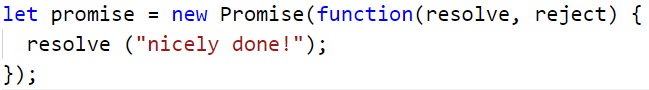 let promise = new Promise(function(resolve, reject) {
  resolve ("nicely done!");
});